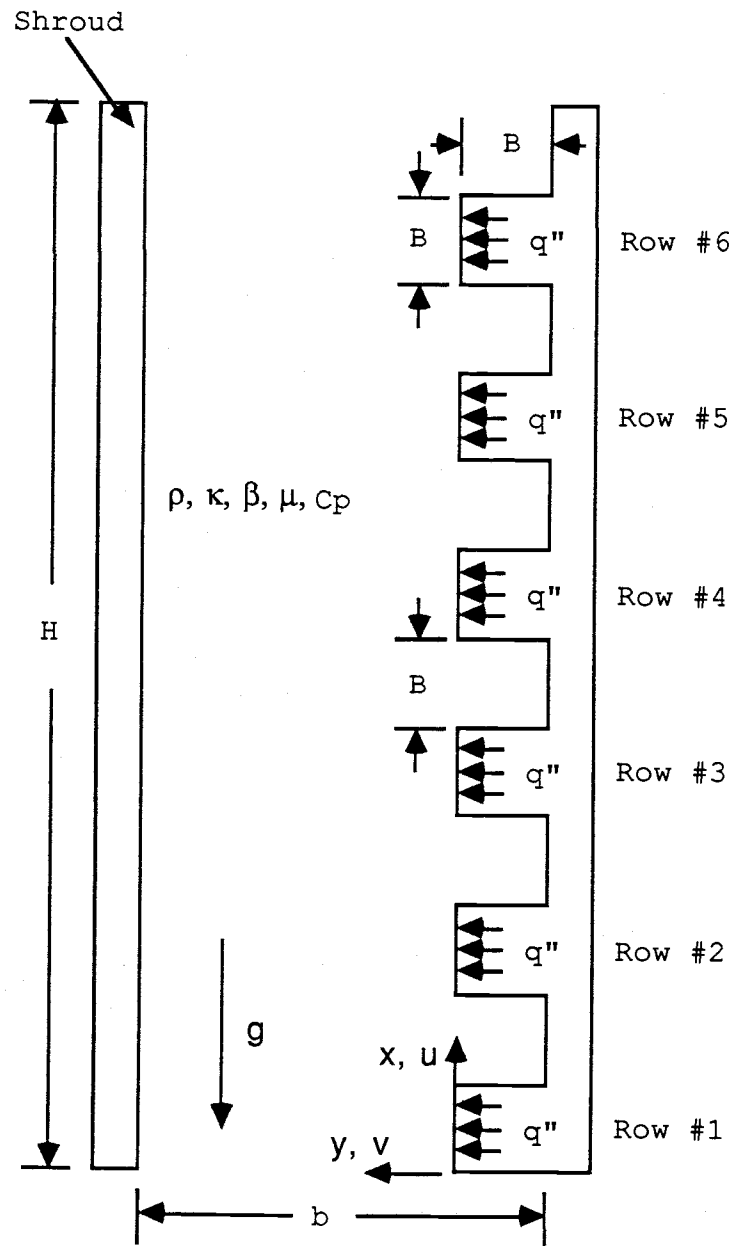 Shroud
B
B
q" Row #6
q" Row #5
ρ, κ, β, μ, Cp
q" Row #4
H
B
q" Row #3
q" Row #2
g
x, u
q" Row #1
y, v
b